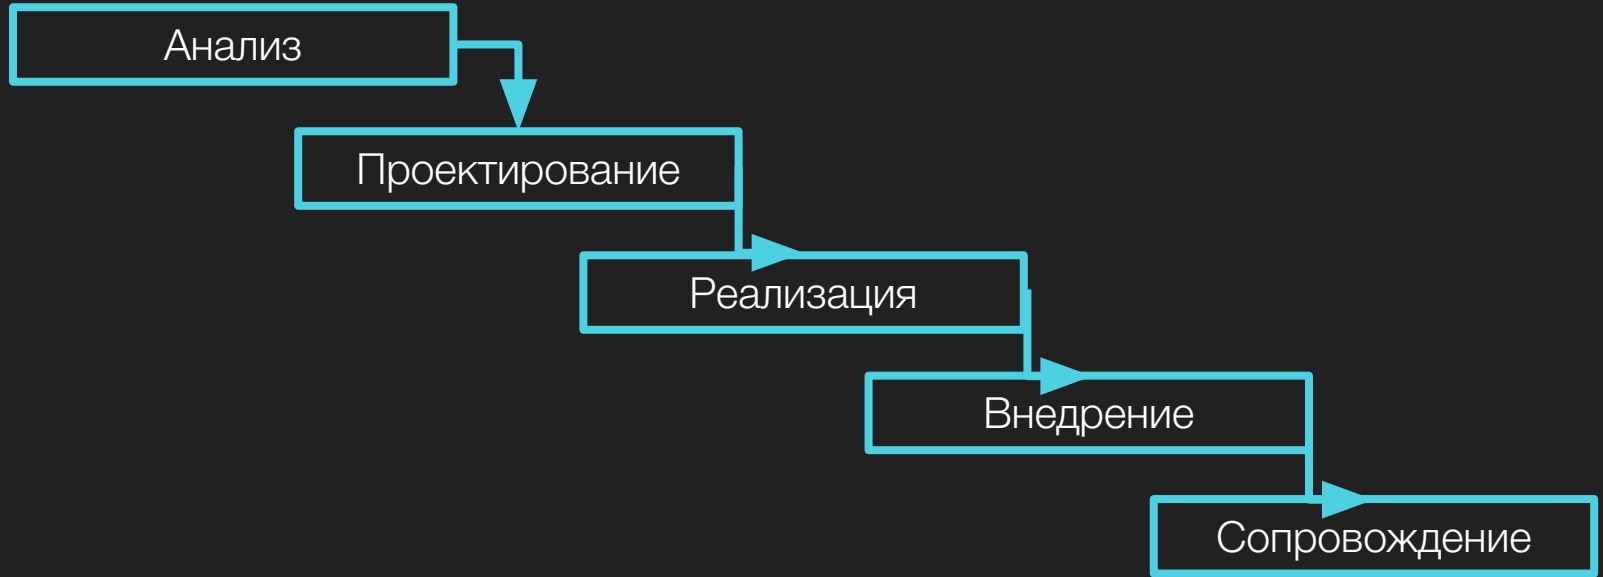 Анализ
Проектирование
Реализация
Внедрение
Сопровождение